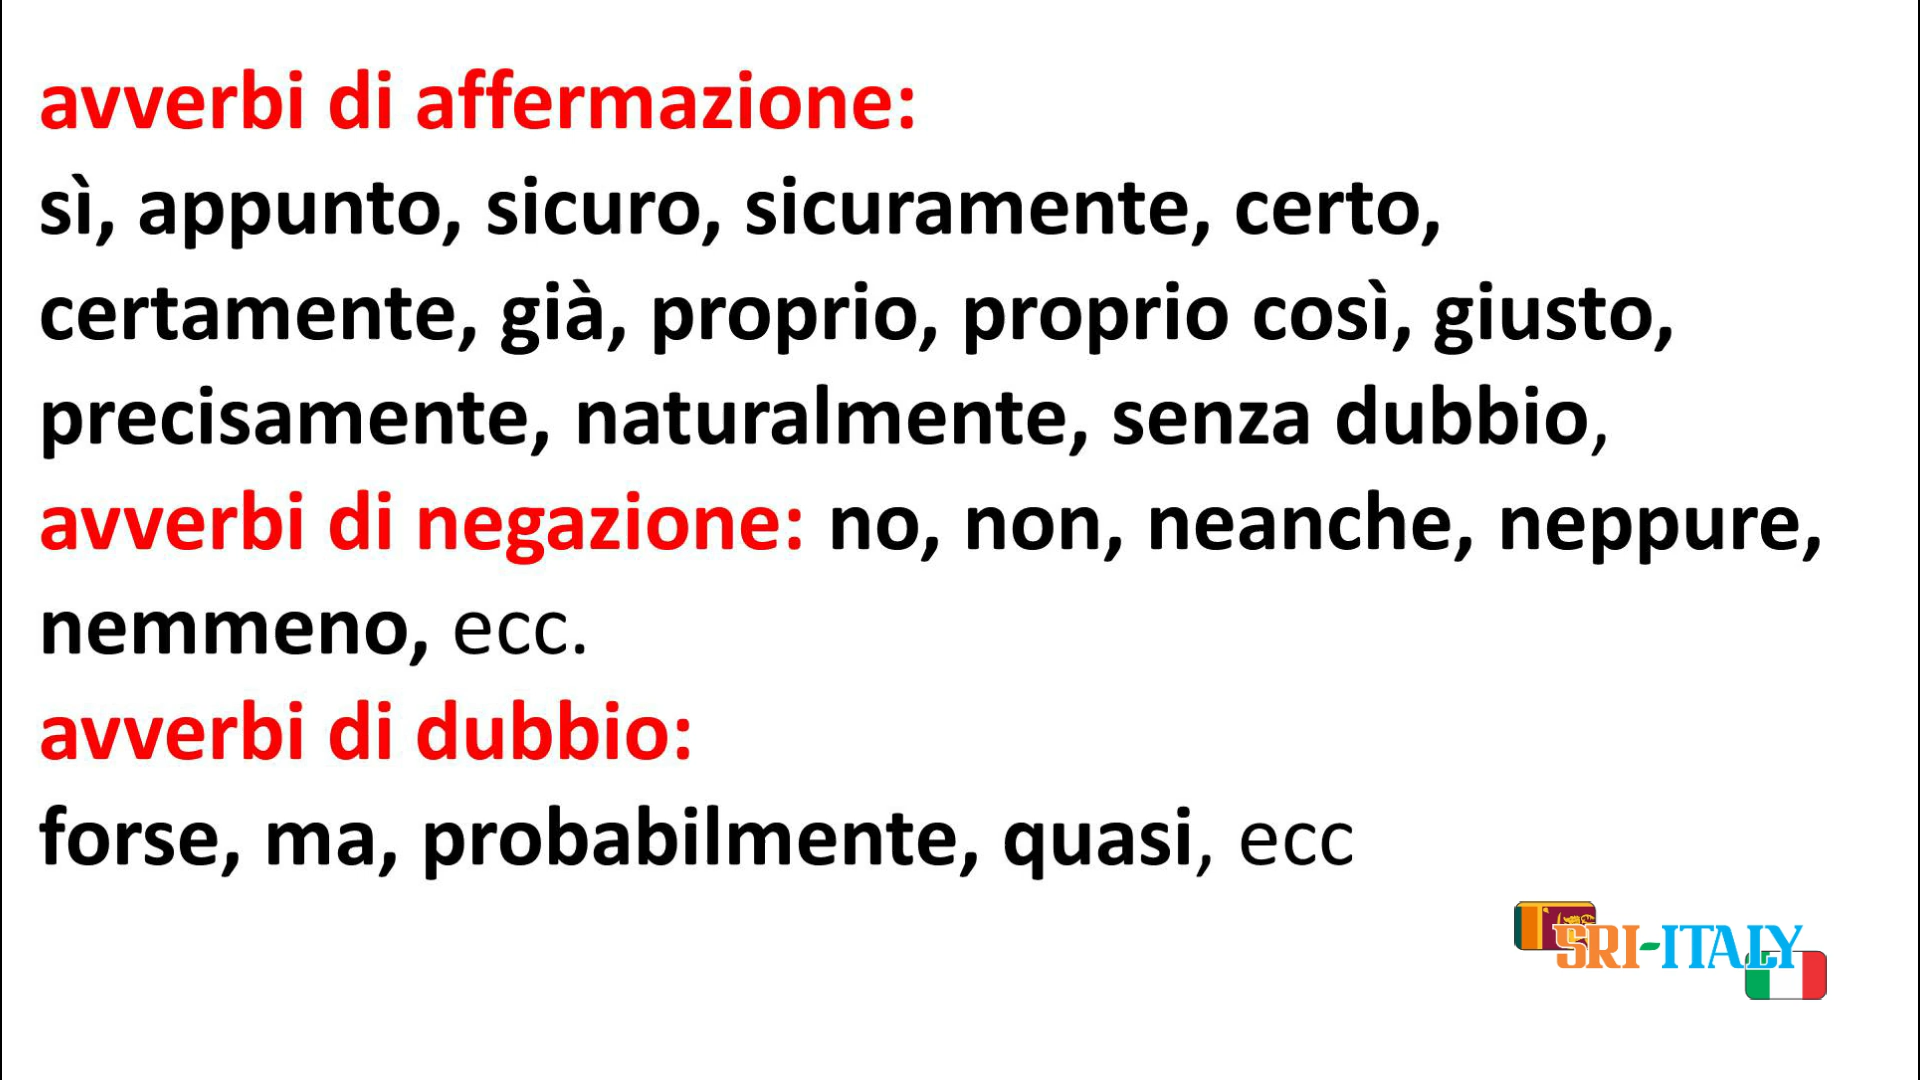 avverbi di affermazione:
sì, appunto, sicuro, sicuramente, certo,
certamente, già, proprio, proprio così, giusto,
precisamente, naturalmente, senza dubbio,
avverbi di negazione: no, non, neanche, neppure,
nemmeno, ecc.
avverbi di dubbio:
forse, ma, probabilmente, quasi, ecc
SRI-ITALY